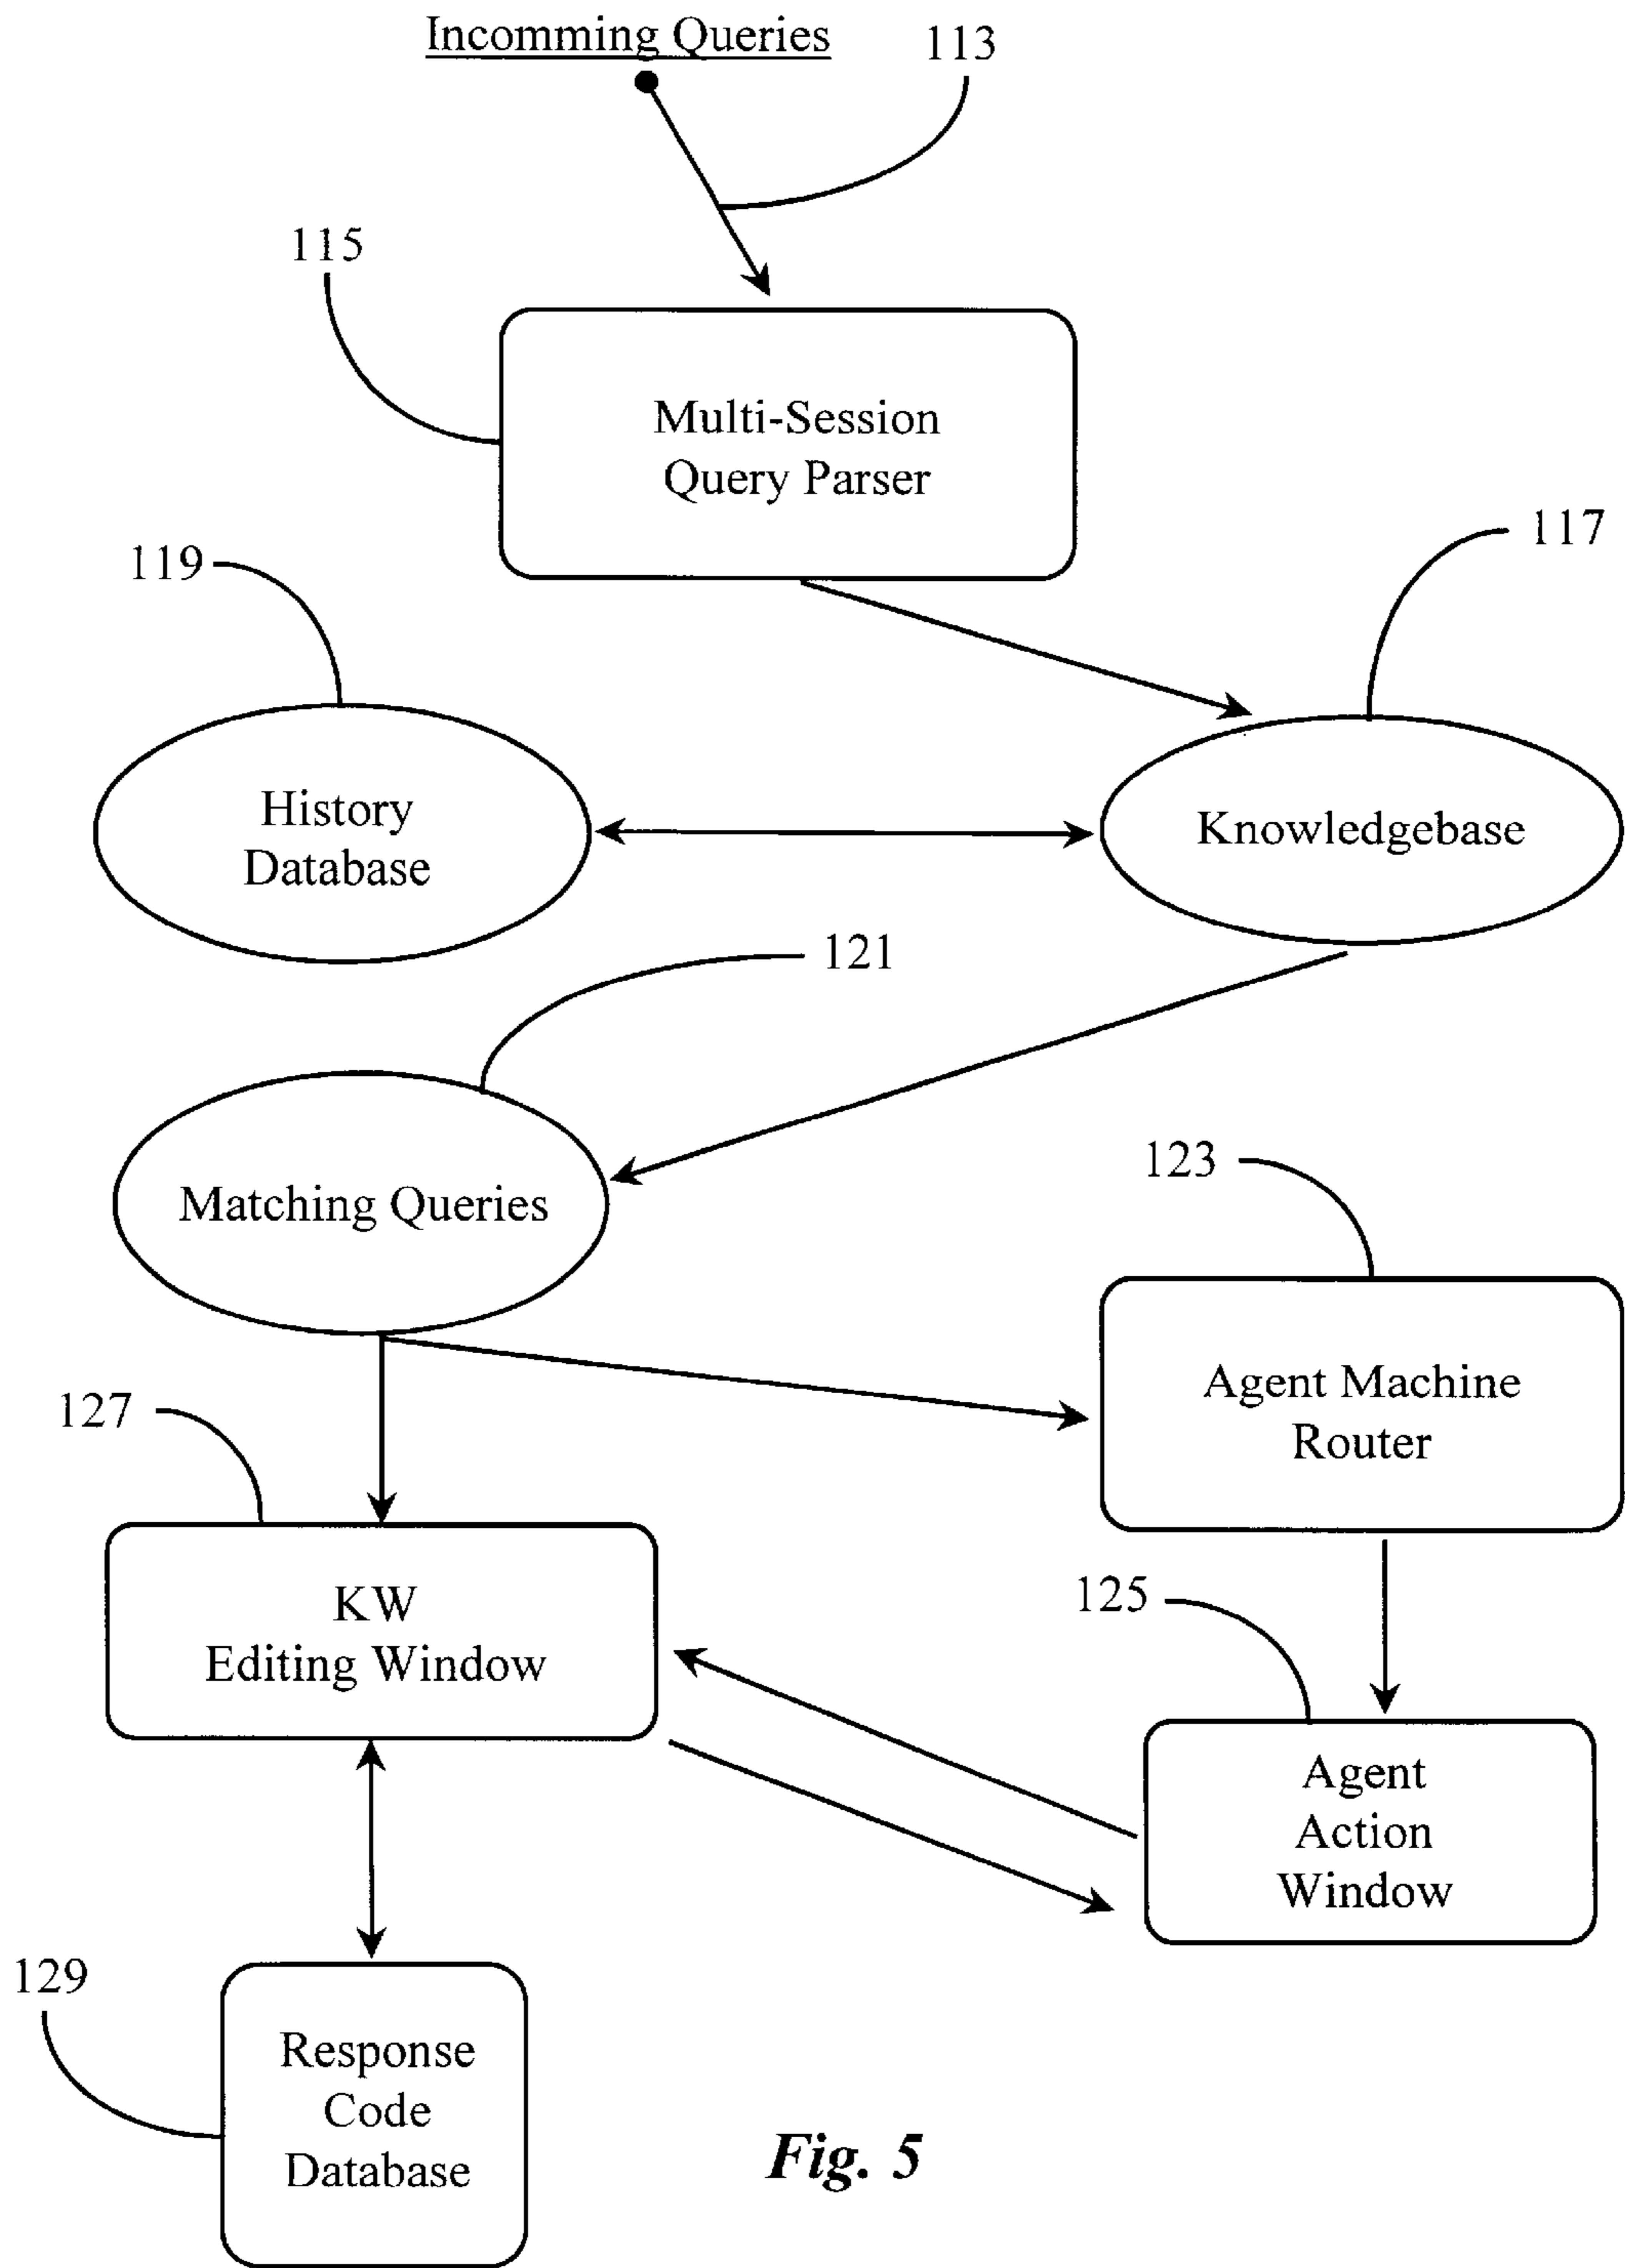 Incomming Queries
113
115
Multi-Session
Query Parser
117
119
History
Database
Knowledgebase
121
Matching Queries
123
Agent Machine
Router
127
KW
Editing Window
125
Agent
Action
Window
129
Response
Code
Database
Fig. 5